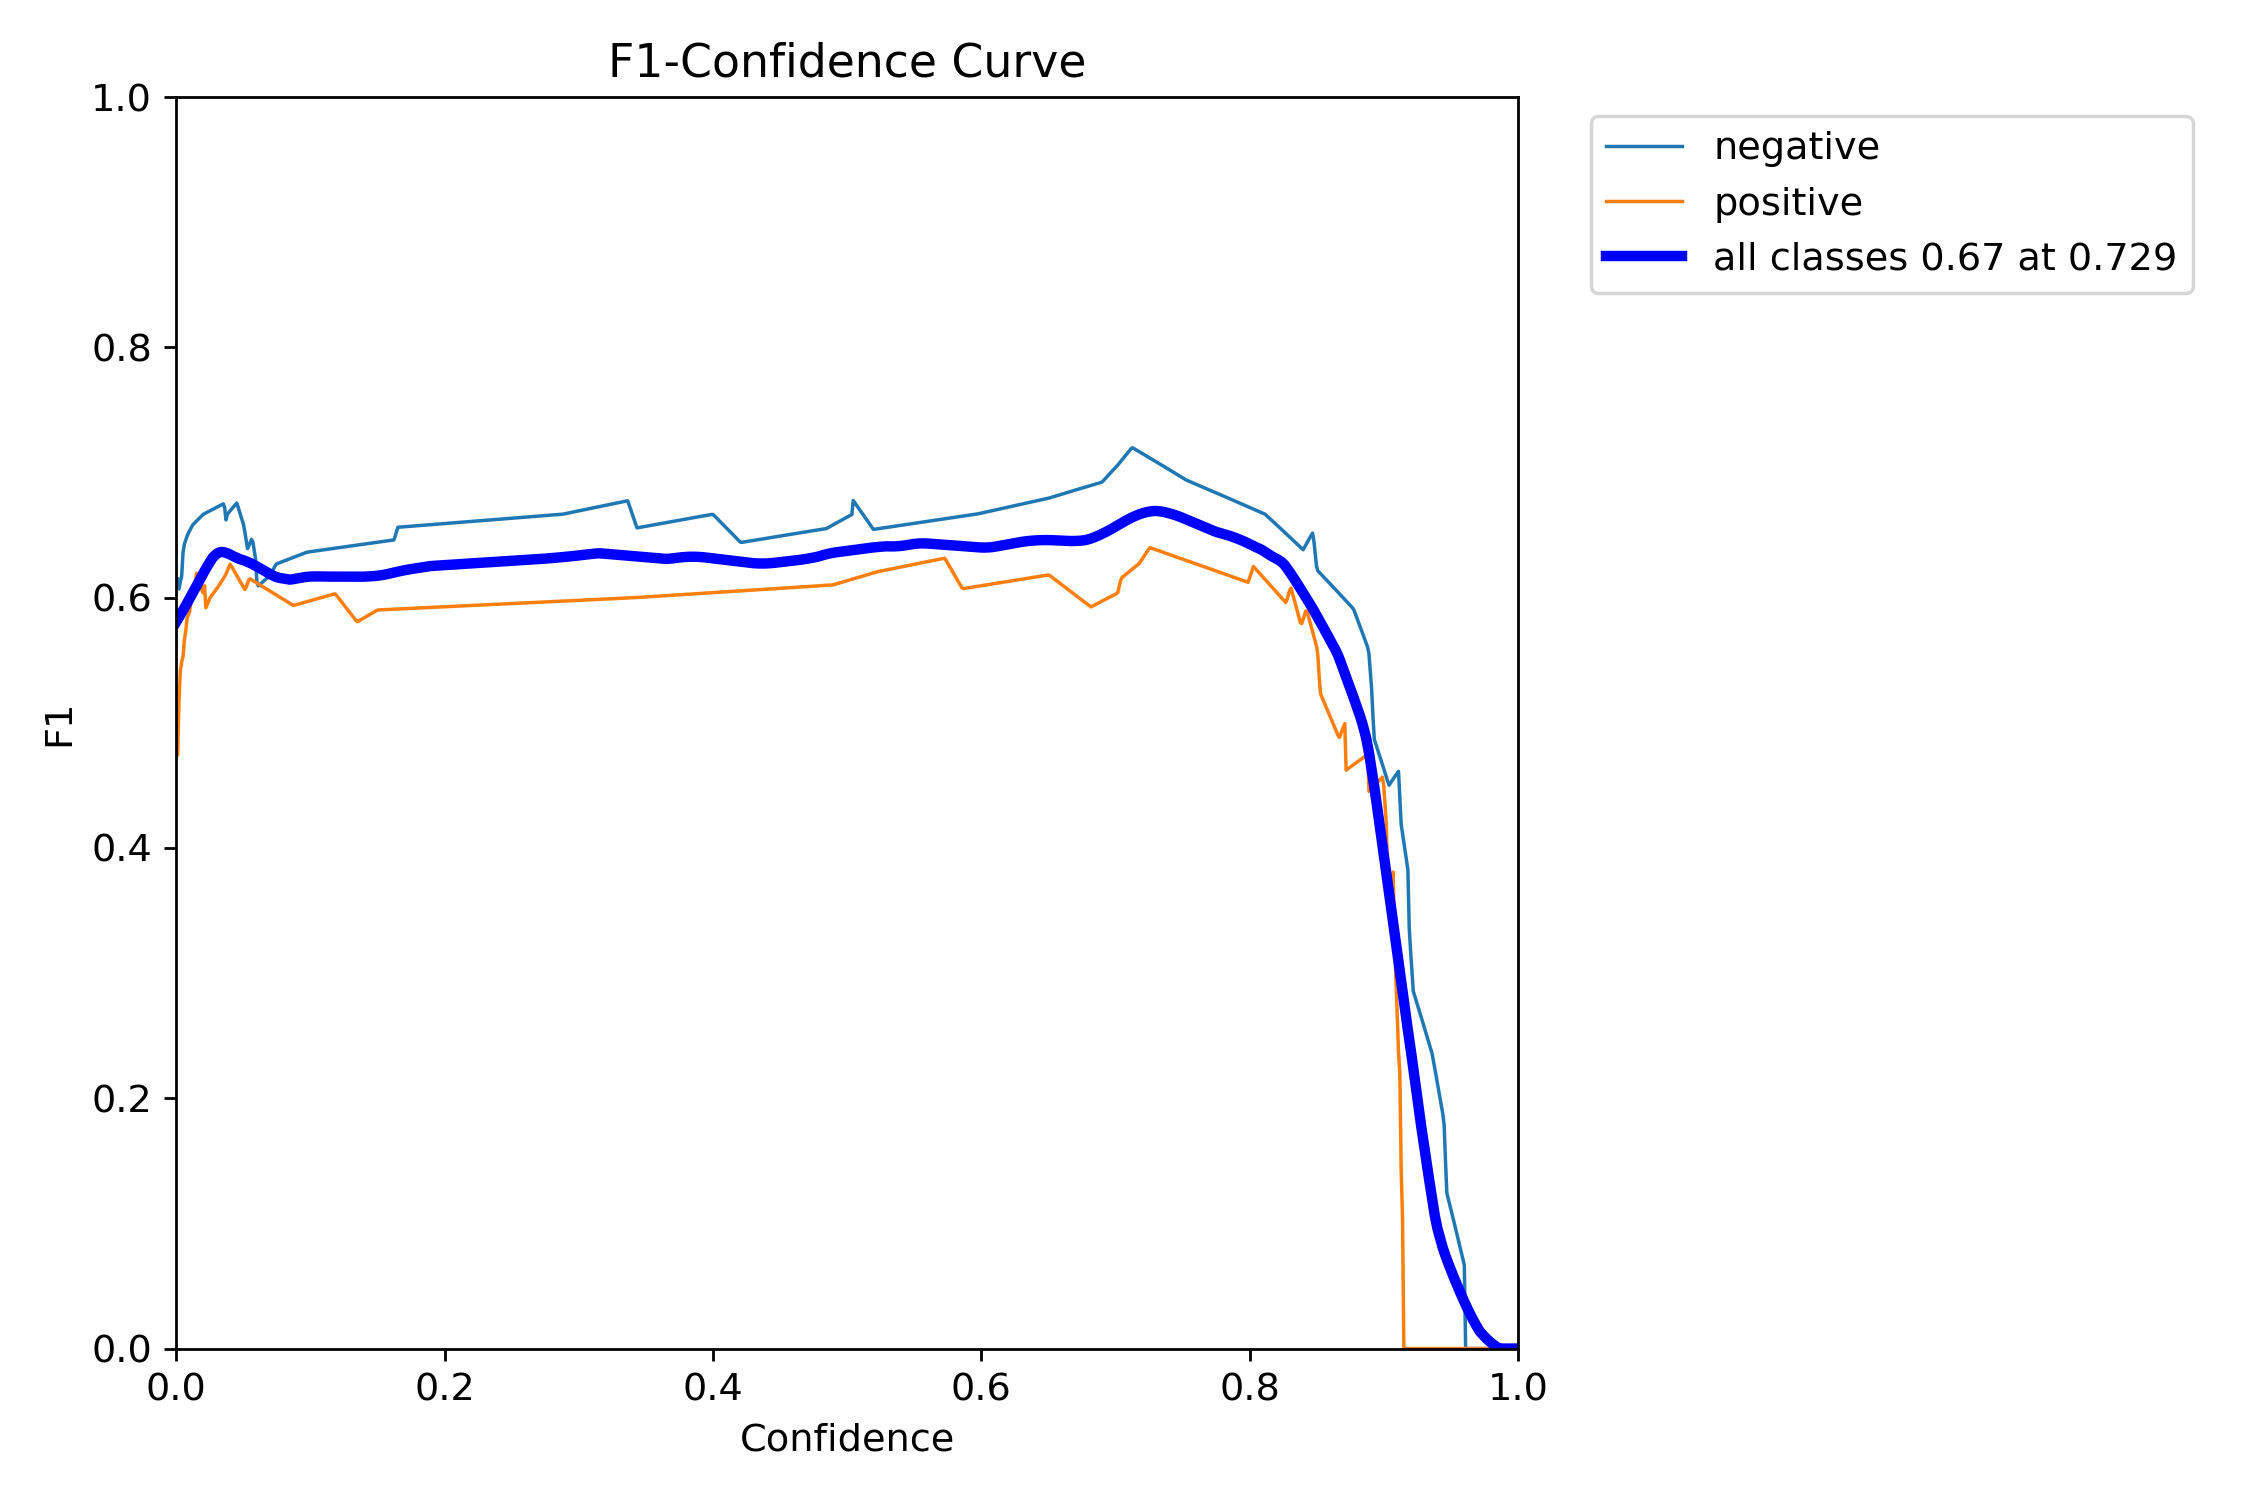 F1-Confidence Curve
1.0
0.8
0.6
0.4
0.2
0.0
F1
0.0 0.2 0.4 0.6 0.8 1.0
Confidence
negative
positive
all classes 0.67 at 0.729